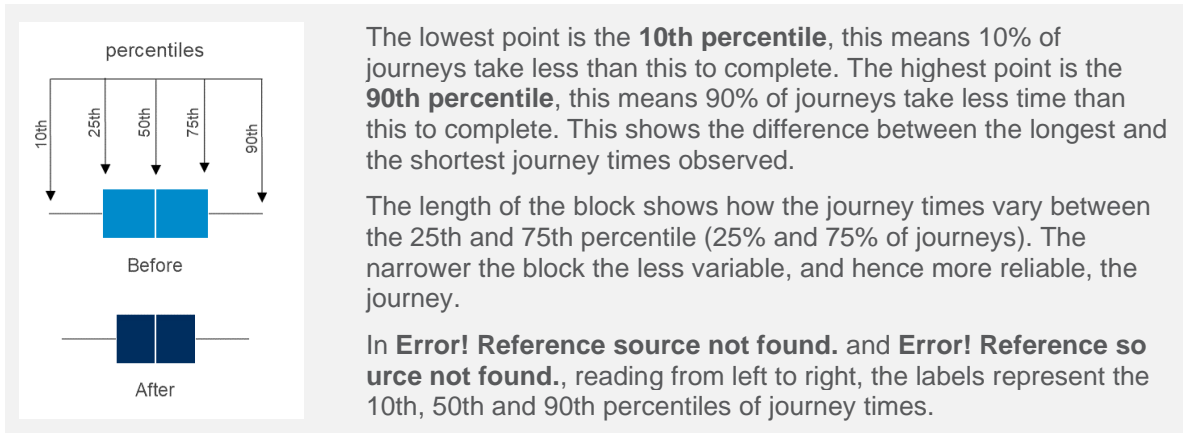 percentiles
10th
25th
50th
75th
90th
Before
After
The lowest point is the 10th percentile, this means 10% of
journeys take less than this to complete. The highest point is the
90th percentile, this means 90% of journeys take less time than
this to complete. This shows the difference between the longest and
the shortest journey times observed.
The length of the block shows how the journey times vary between
the 25th and 75th percentile (25% and 75% of journeys). The
narrower the block the less variable, and hence more reliable, the
journey.
In Error! Reference source not found. and Error! Reference so
urce not found., reading from left to right, the labels represent the
10th, 50th and 90th percentiles of journey times.